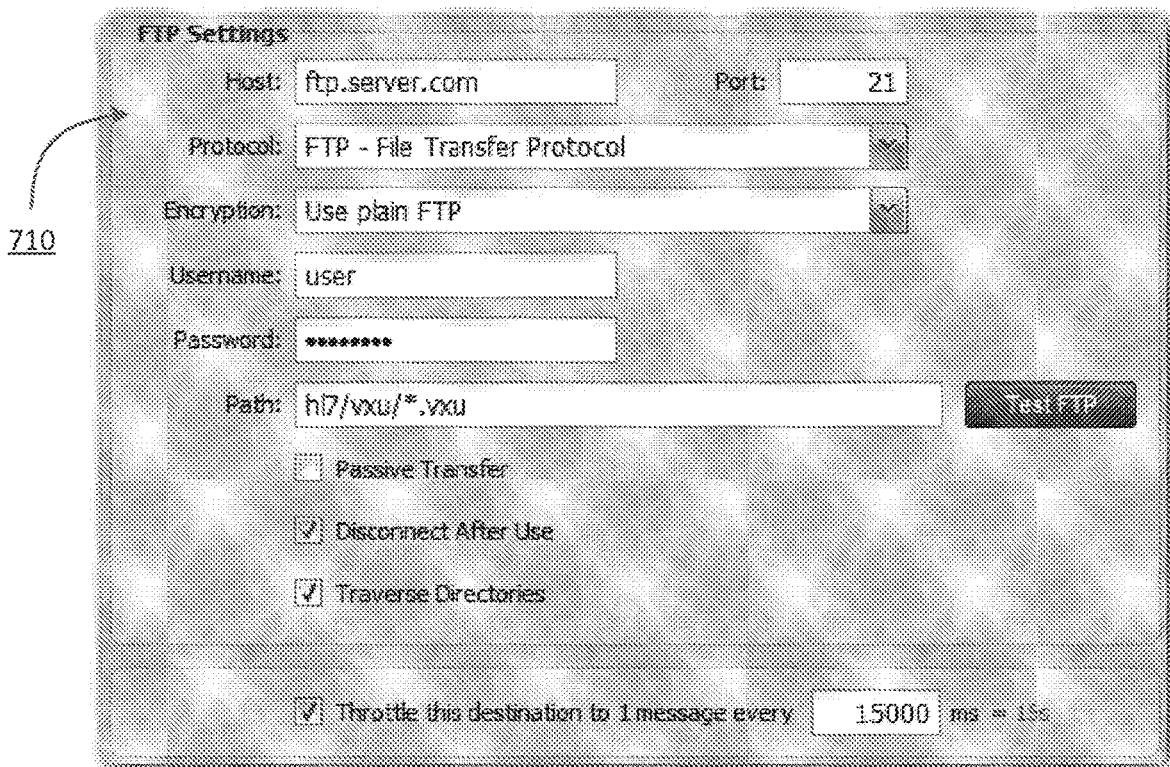 FTP Settings
Host: ftp.server.com Port: 21
Protocol: FTP - File Transfer Protocol
Encryption: Use plain FTP
710
Username: user
Password: ••••••••
Path: hl7/vxu/*.vxu Test FTP
Passive Transfer
Disconnect After Use
Traverse Directories
Throttle this destination to 1 message every 15000 ms = 15s